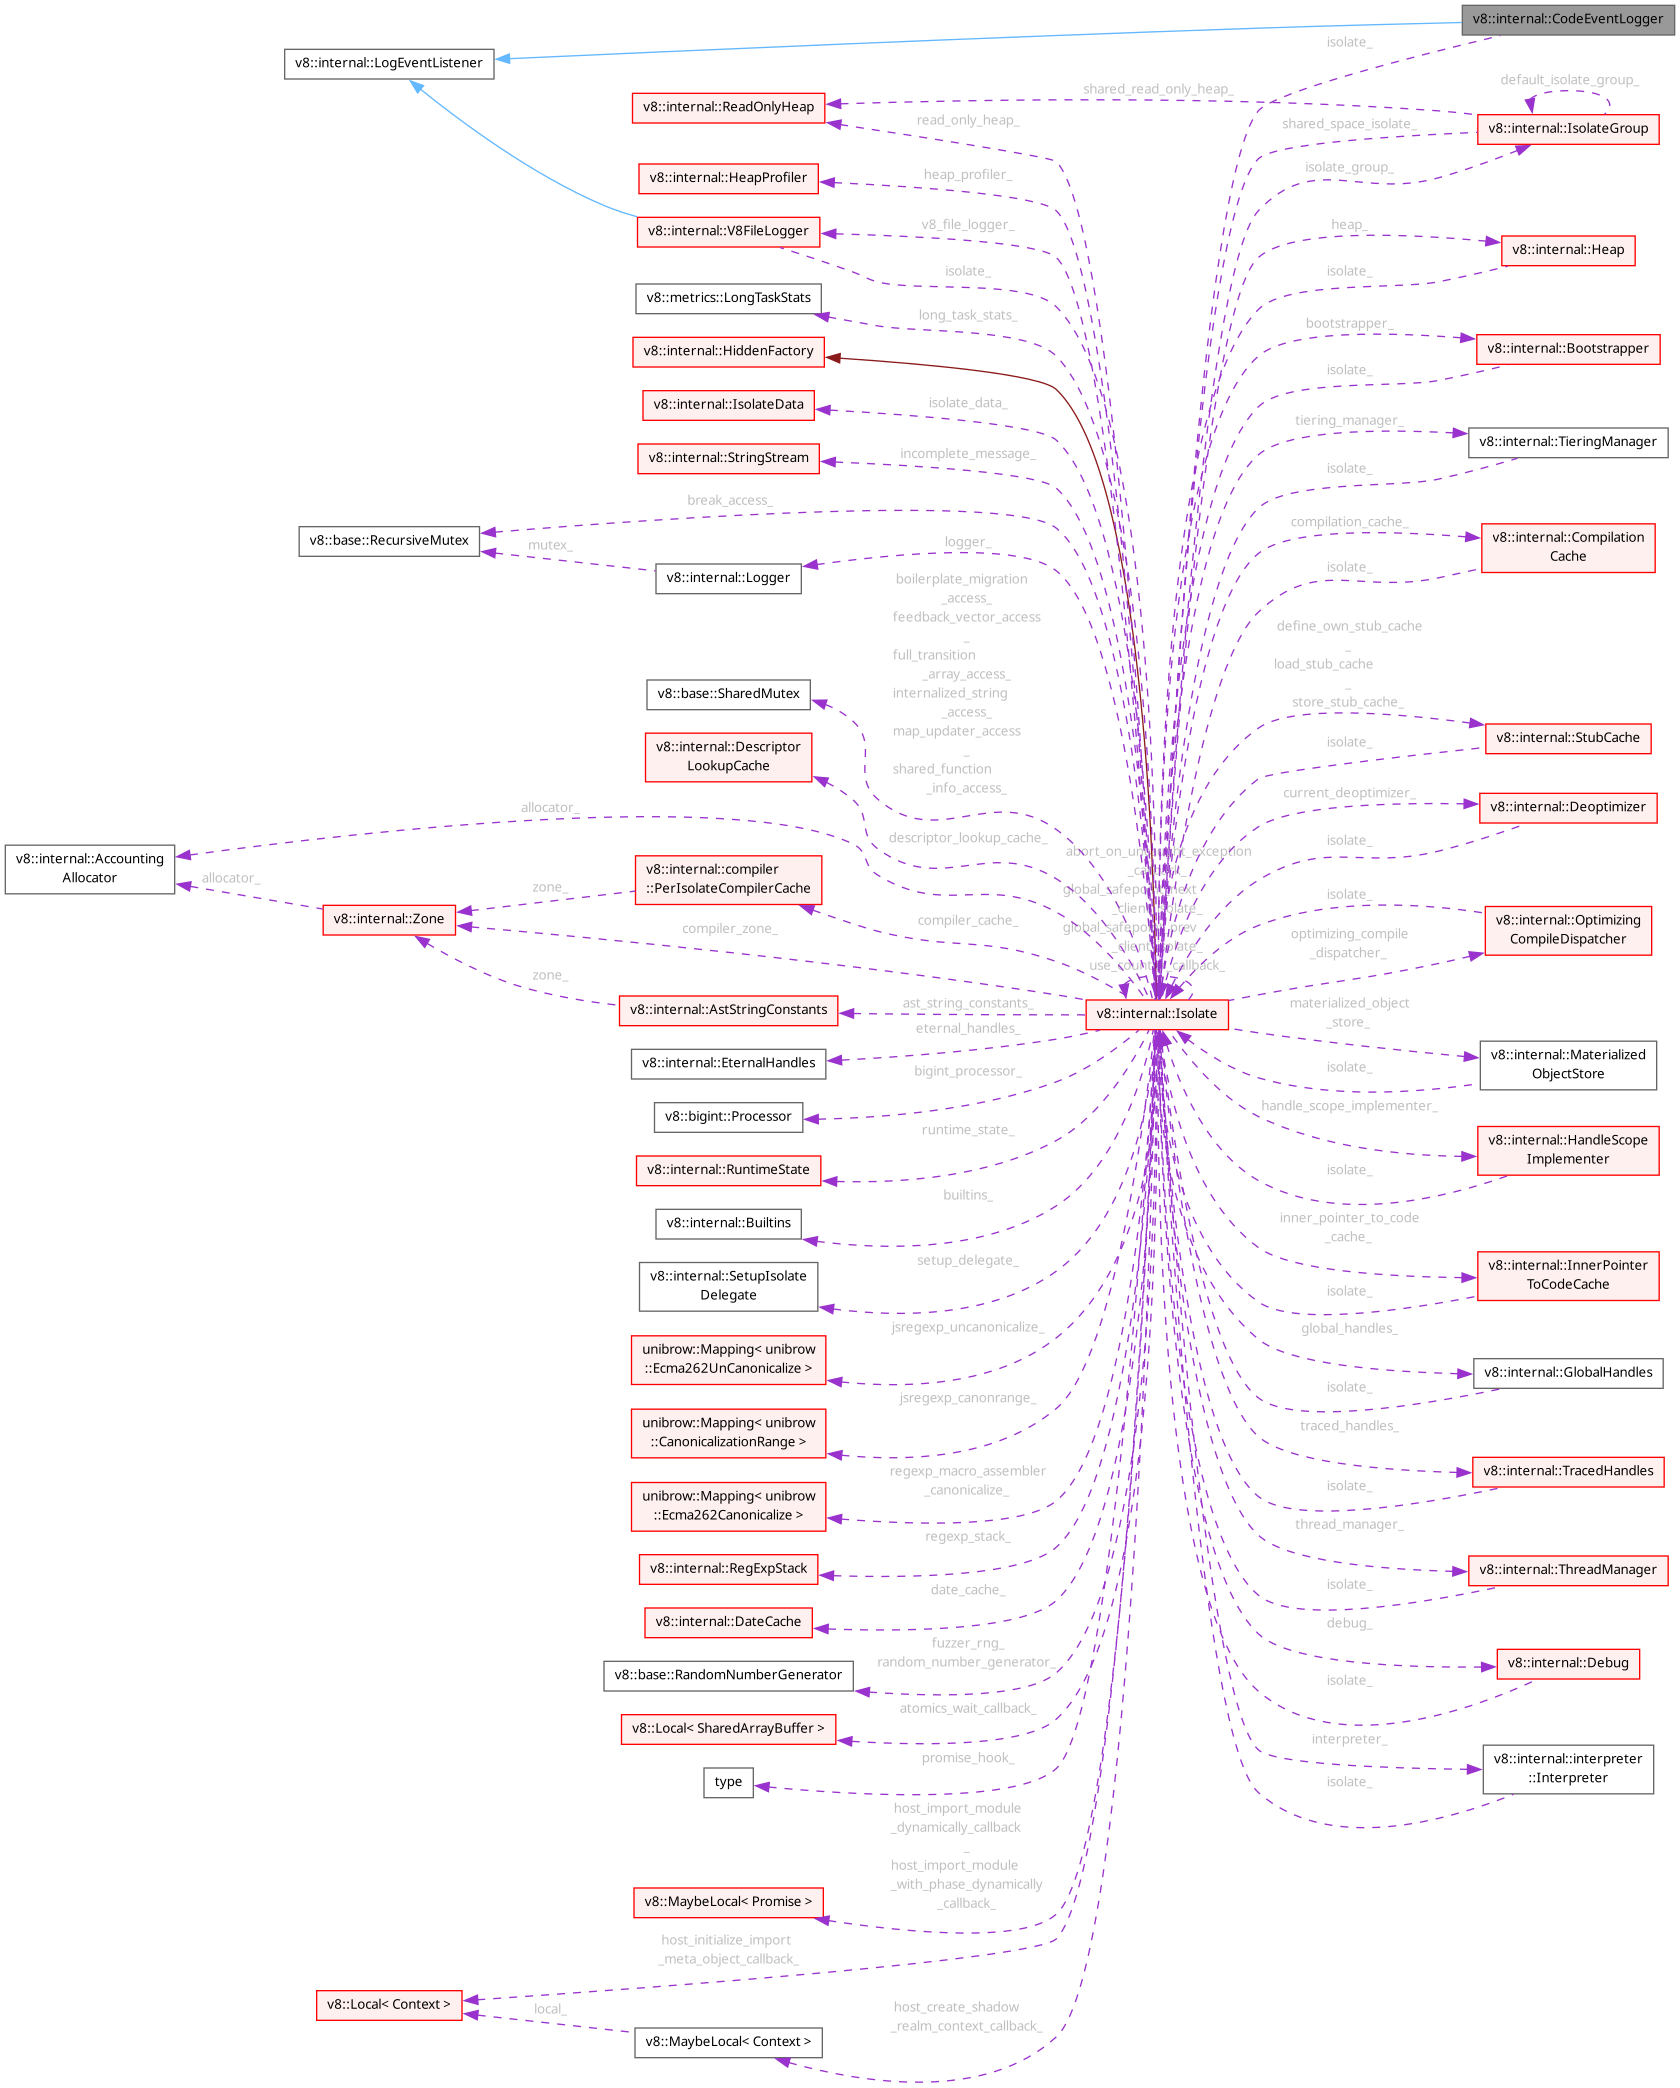 v8::internal::CodeEventLogger
isolate_
v8::internal::LogEventListener
default_isolate_group_
shared_read_only_heap_
v8::internal::ReadOnlyHeap
read_only_heap_
shared_space_isolate_
v8::internal::IsolateGroup
isolate_group_
heap_profiler_
v8::internal::HeapProfiler
v8_file_logger_
heap_
v8::internal::V8FileLogger
v8::internal::Heap
isolate_
isolate_
v8::metrics::LongTaskStats
long_task_stats_
bootstrapper_
v8::internal::HiddenFactory
v8::internal::Bootstrapper
isolate_
isolate_data_
v8::internal::IsolateData
tiering_manager_
v8::internal::TieringManager
incomplete_message_
v8::internal::StringStream
isolate_
break_access_
compilation_cache_
v8::internal::Compilation
Cache
v8::base::RecursiveMutex
mutex_
logger_
isolate_
v8::internal::Logger
boilerplate_migration
_access_
feedback_vector_access
_
full_transition
_array_access_
internalized_string
_access_
map_updater_access
_
shared_function
_info_access_
define_own_stub_cache
_
load_stub_cache
_
store_stub_cache_
v8::base::SharedMutex
v8::internal::StubCache
isolate_
v8::internal::Descriptor
LookupCache
current_deoptimizer_
v8::internal::Deoptimizer
allocator_
descriptor_lookup_cache_
isolate_
v8::internal::Accounting
Allocator
allocator_
v8::internal::compiler
::PerIsolateCompilerCache
zone_
v8::internal::Zone
compiler_cache_
compiler_zone_
isolate_
v8::internal::Optimizing
CompileDispatcher
optimizing_compile
_dispatcher_
zone_
v8::internal::AstStringConstants
ast_string_constants_
v8::internal::Isolate
materialized_object
_store_
eternal_handles_
v8::internal::EternalHandles
v8::internal::Materialized
ObjectStore
isolate_
bigint_processor_
v8::bigint::Processor
handle_scope_implementer_
runtime_state_
v8::internal::HandleScope
Implementer
v8::internal::RuntimeState
isolate_
builtins_
v8::internal::Builtins
inner_pointer_to_code
_cache_
setup_delegate_
v8::internal::SetupIsolate
Delegate
v8::internal::InnerPointer
ToCodeCache
isolate_
jsregexp_uncanonicalize_
global_handles_
unibrow::Mapping< unibrow
::Ecma262UnCanonicalize >
v8::internal::GlobalHandles
isolate_
jsregexp_canonrange_
unibrow::Mapping< unibrow
::CanonicalizationRange >
traced_handles_
v8::internal::TracedHandles
isolate_
regexp_macro_assembler
_canonicalize_
unibrow::Mapping< unibrow
::Ecma262Canonicalize >
thread_manager_
regexp_stack_
v8::internal::RegExpStack
v8::internal::ThreadManager
isolate_
date_cache_
v8::internal::DateCache
debug_
fuzzer_rng_
random_number_generator_
v8::base::RandomNumberGenerator
v8::internal::Debug
isolate_
atomics_wait_callback_
v8::Local< SharedArrayBuffer >
interpreter_
promise_hook_
type
v8::internal::interpreter
::Interpreter
isolate_
host_import_module
_dynamically_callback
_
host_import_module
_with_phase_dynamically
_callback_
v8::MaybeLocal< Promise >
host_initialize_import
_meta_object_callback_
v8::Local< Context >
local_
host_create_shadow
_realm_context_callback_
v8::MaybeLocal< Context >